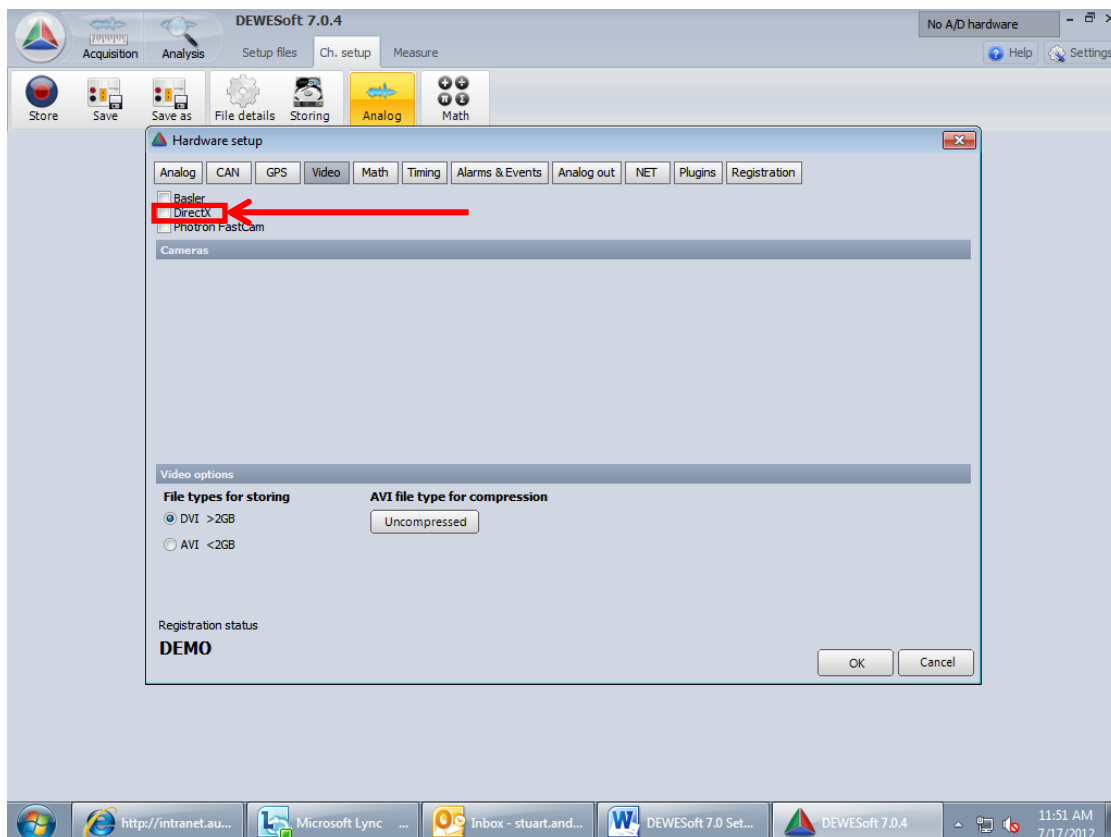 DEWESoft 7.0.4
No A/D hardware
Acquisition Analysis Setup files Ch. setup Measure
Help Settings
Store Save Save as File details Storing Analog Math
Hardware setup
Analog CAN GPS Video Math Timing Alarms & Events Analog out NET Plugins Registration
Basler
DirectX
Photron FastCam
Cameras
Video options
File types for storing AVI file type for compression
DVI >2GB Uncompressed
AVI <2GB
Registration status
DEMO
OK Cancel
http://intranet.au... Microsoft Lync ... Inbox - stuart.and... DEWESoft 7.0 Set... DEWESoft 7.0.4 11:51 AM
7/17/2012